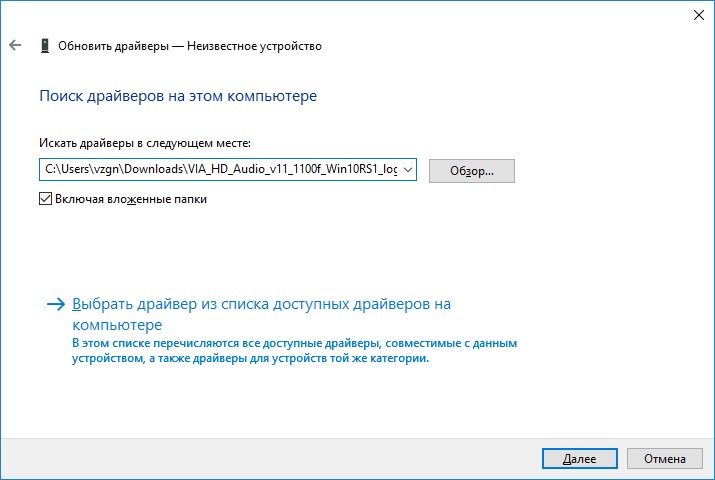 Обновить драйверы — Неизвестное устройство
Поиск драйверов на этом компьютере
Искать драйверы в следующем месте:
C:\Users\vzgn\Downloads\VIA_HD_Audio_v11_1100f_Win10RS1_log
Обзор...
Включая вложенные папки
Выбрать драйвер из списка доступных драйверов на
компьютере
В этом списке перечисляются все доступные драйверы, совместимые с данным
устройством, а также драйверы для устройств той же категории.
Далее
Отмена